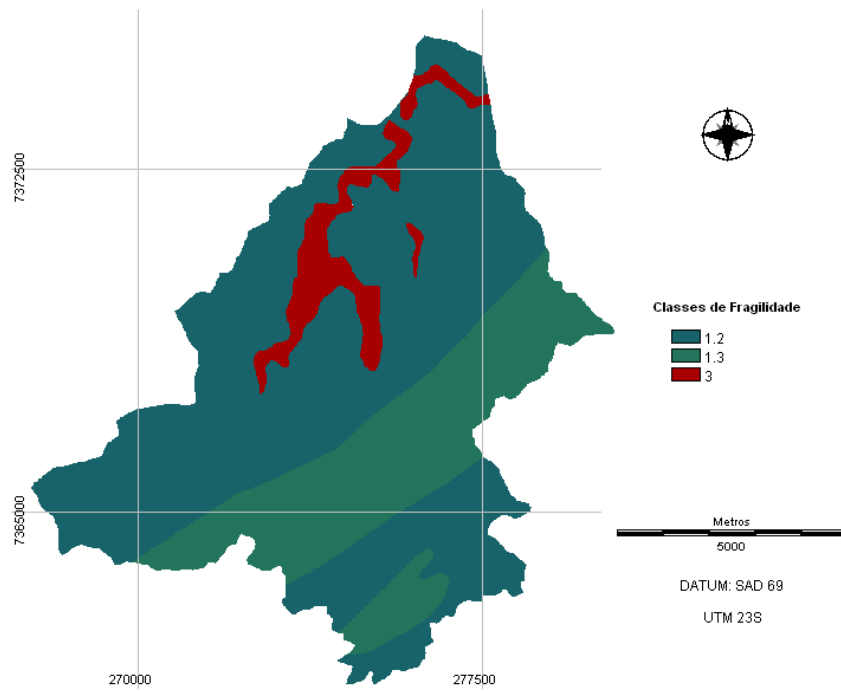 7372500
Classes de Fragilidade
1.2
1.3
3
7365000
Metros
5000
DATUM: SAD 69
UTM 23S
270000
277500